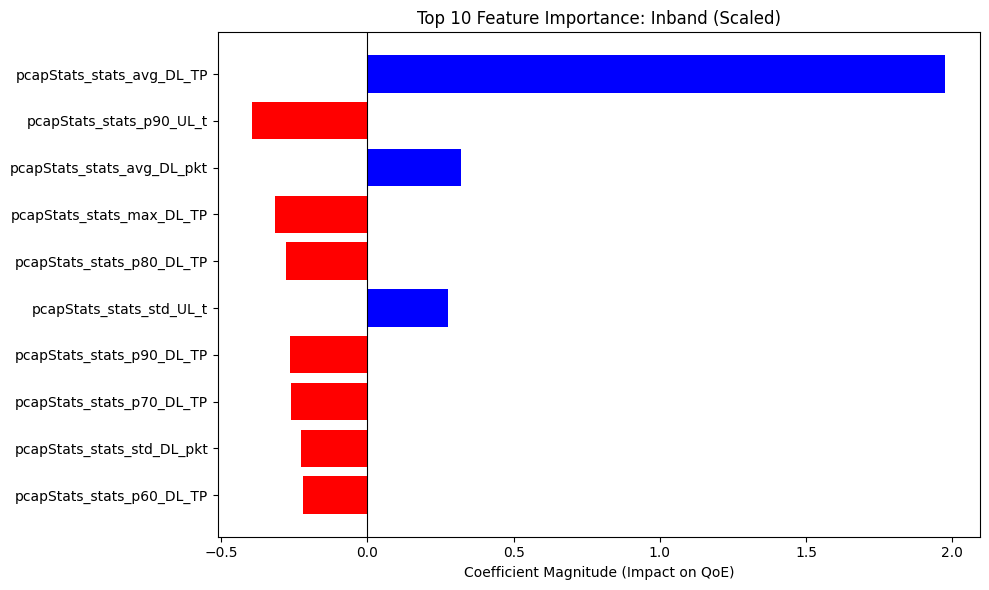 Top 10 Feature Importance: Inband (Scaled)
pcapStats_stats_avg_DL_TP
pcapStats_stats_p90_UL_t
pcapStats_stats_avg_DL_pkt
pcapStats_stats_max_DL_TP
pcapStats_stats_p80_DL_TP
pcapStats_stats_std_UL_t
pcapStats_stats_p90_DL_TP
pcapStats_stats_p70_DL_TP
pcapStats_stats_std_DL_pkt
pcapStats_stats_p60_DL_TP
−0.5 0.0 0.5 1.0 1.5 2.0
Coefficient Magnitude (Impact on QoE)